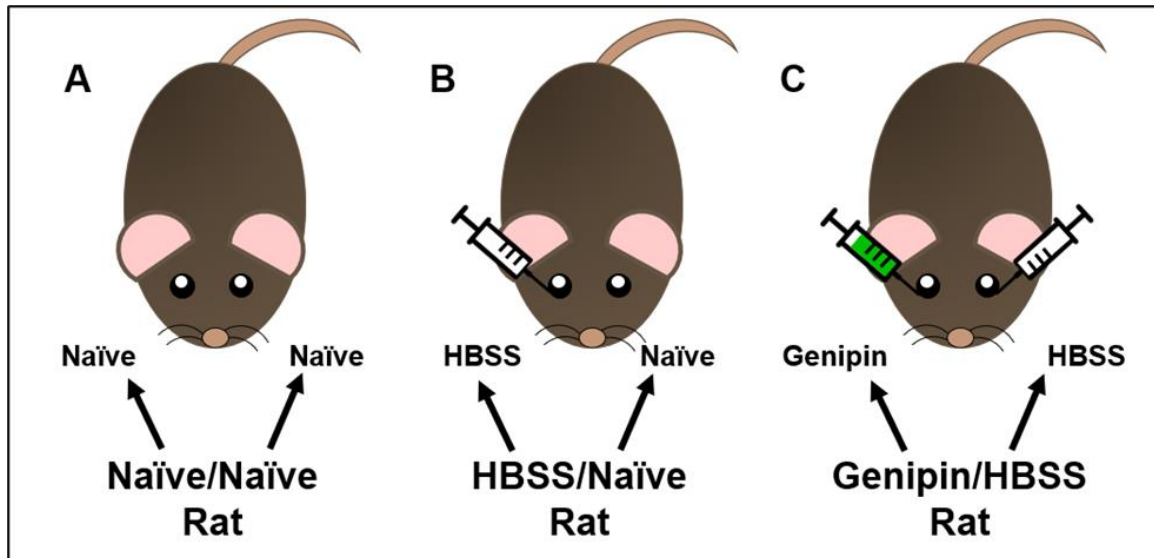 A
B
C
Naïve
Naïve
HBSS
Naïve
Genipin
HBSS
Naïve/Naïve
Rat
HBSS/Naïve
Rat
Genipin/HBSS
Rat